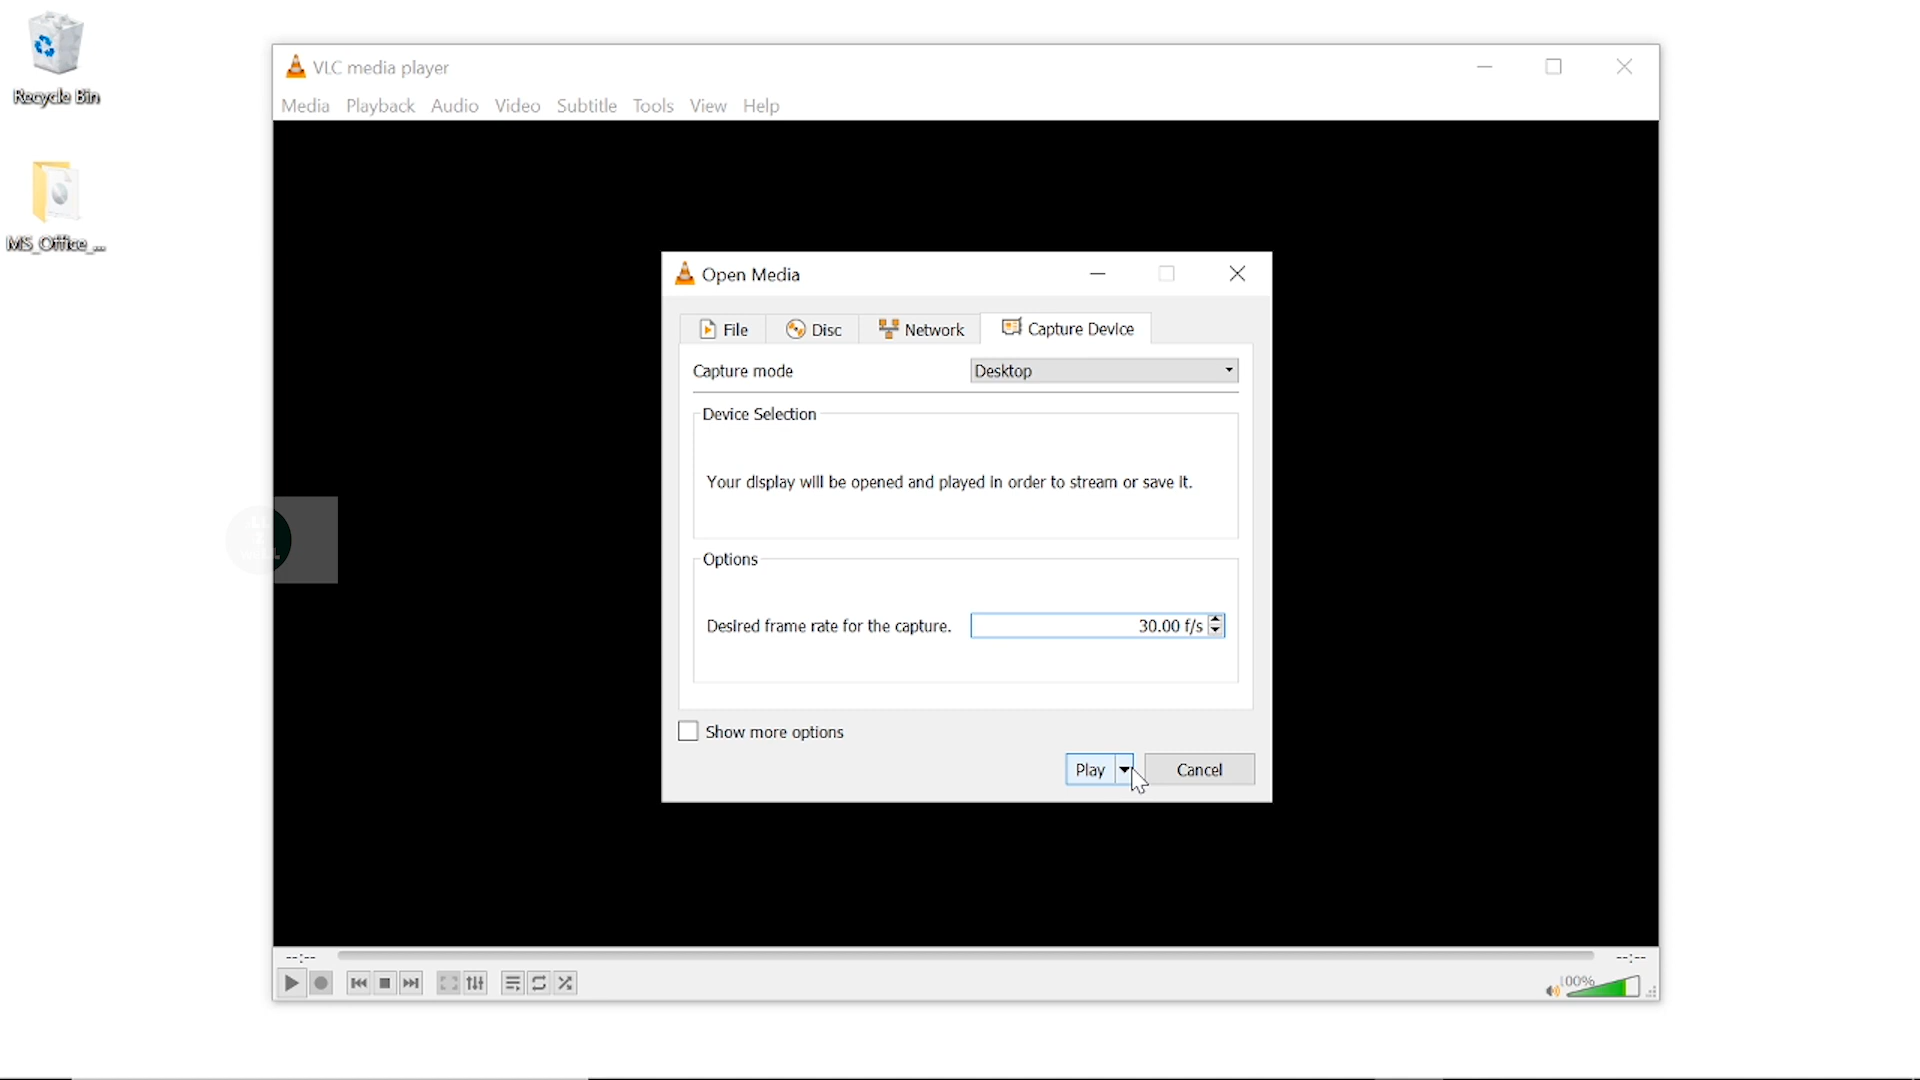 Recycle Bin
MS_Office_...
VLC media player
Media Playback Audio Video Subtitle Tools View Help
Open Media
File Disc Network Capture Device
Capture mode Desktop
Device Selection
Your display will be opened and played in order to stream or save it.
Options
Desired frame rate for the capture. 30.00 f/s
Show more options
Play Cancel
--:-- --:--
100%